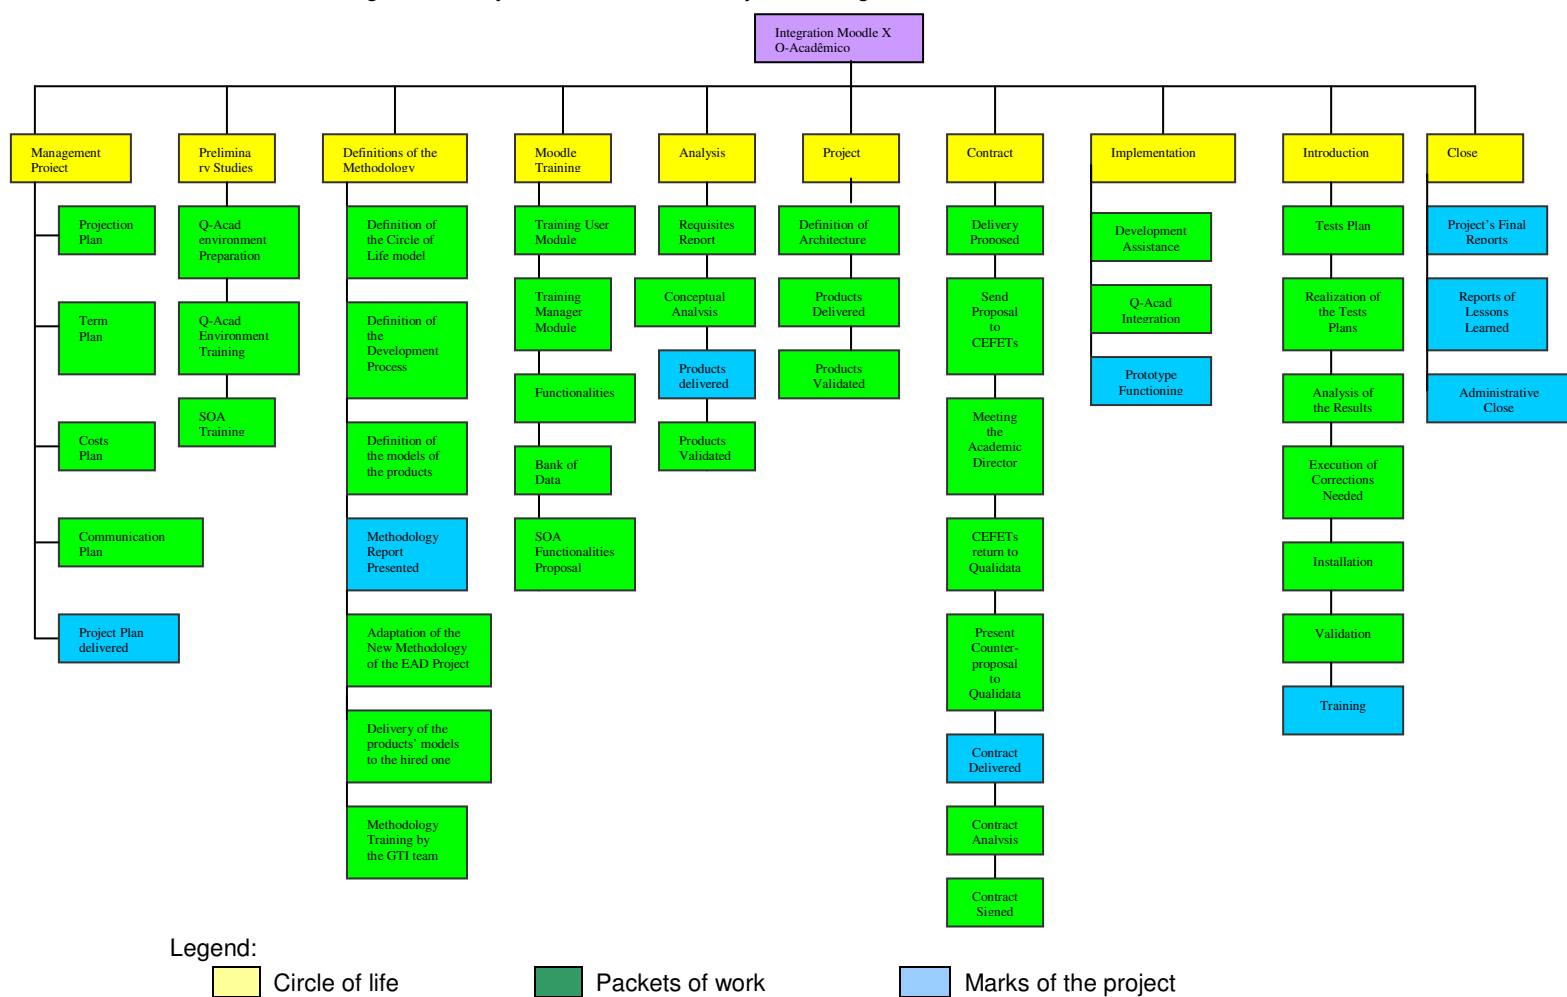 Integration Moodle X
O-Acadêmico
Management
Project
Prelimina
ry Studies
Definitions of the
Methodology
Moodle
Training
Analysis
Project
Contract
Implementation
Introduction
Close
Projection
Plan
Term
Plan
Costs
Plan
Communication
Plan
Project Plan
delivered
Q-Acad
environment
Preparation
Q-Acad
Environment
Training
SOA
Training
Definition of
the Circle of
Life model
Definition of
the
Development
Process
Definition of
the models of
the products
Methodology
Report
Presented
Adaptation of the
New Methodology
of the EAD Project
Delivery of the
products' models
to the hired one
Methodology
Training by
the GTI team
Training User
Module
Training
Manager
Module
Functionalities
Bank of
Data
SOA
Functionalities
Proposal
Requisites
Report
Conceptual
Analysis
Products
delivered
Products
Validated
Definition of
Architecture
Products
Delivered
Products
Validated
Delivery
Proposed
Send
Proposal
to
CEFETs
Meeting
the
Academic
Director
CEFETs
return to
Qualidata
Present
Counter-
proposal
to
Qualidata
Contract
Delivered
Contract
Analysis
Contract
Signed
Development
Assistance
Q-Acad
Integration
Prototype
Functioning
Tests Plan
Realization of
the Tests
Plans
Analysis of
the Results
Execution of
Corrections
Needed
Installation
Validation
Training
Project's Final
Reports
Reports of
Lessons
Learned
Administrative
Close
Legend:
Circle of life
Packets of work
Marks of the project